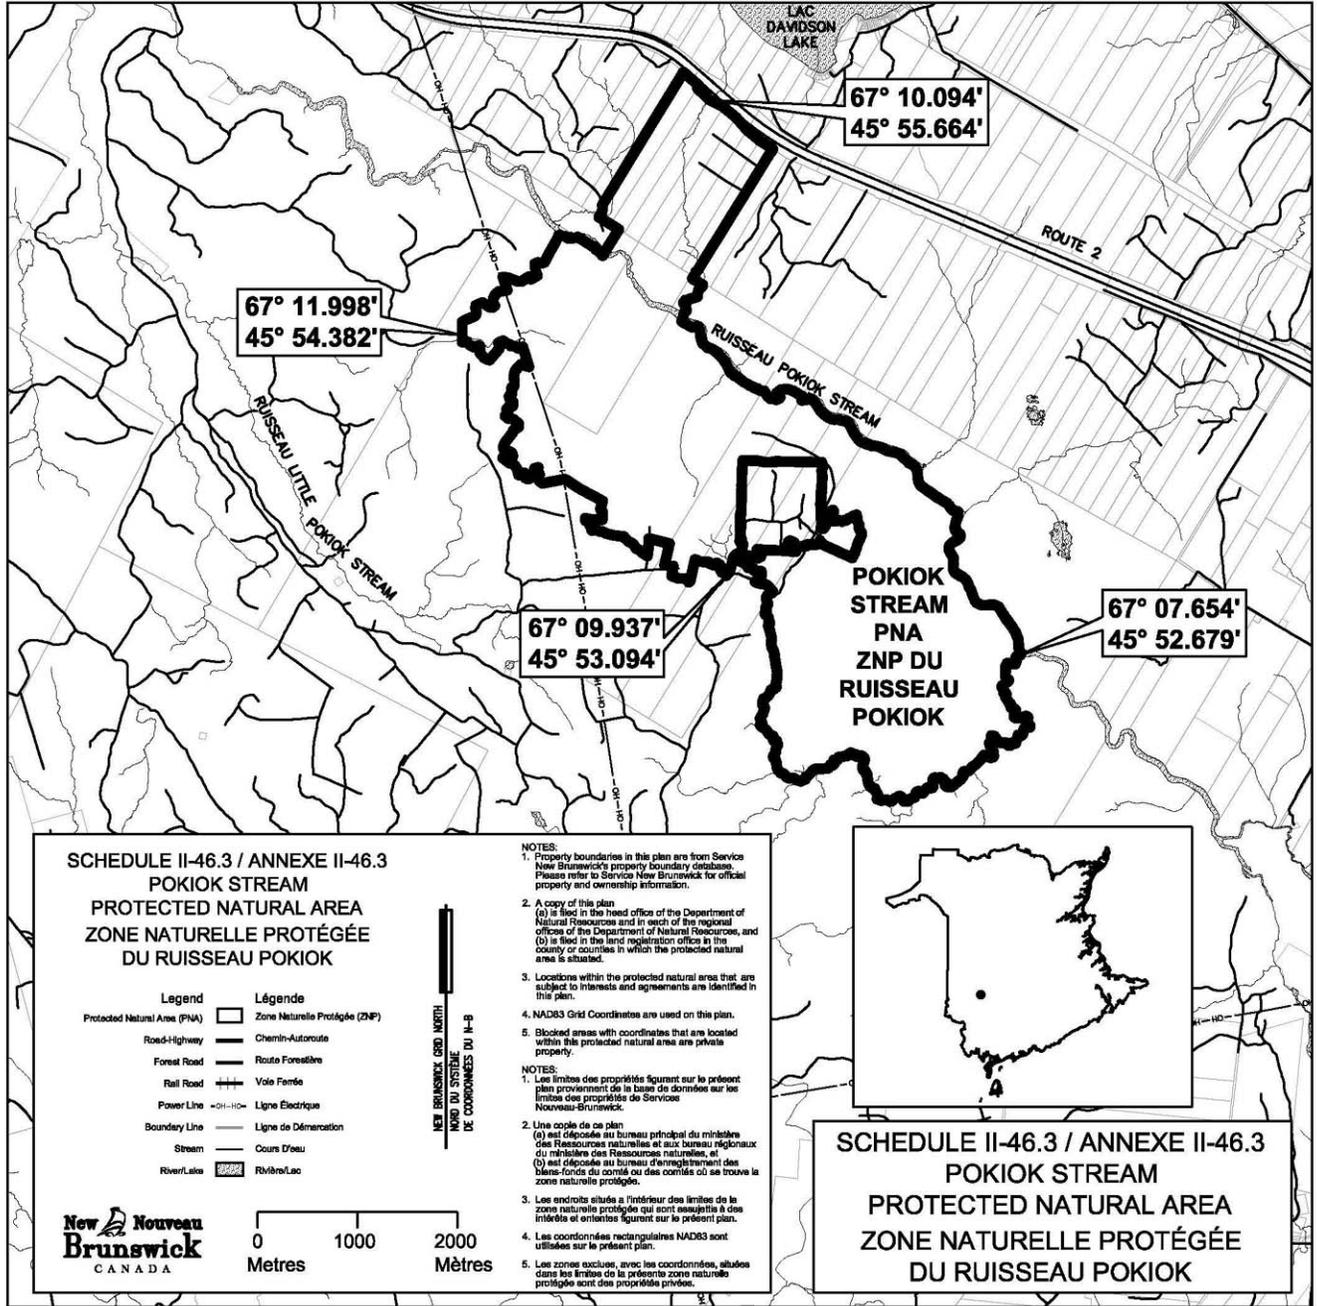 LAC
DAVIDSON
LAKE
67° 10.094'
45° 55.664'
ROUTE 2
67° 11.998'
45° 54.382'
RUISSEAU POKIOK STREAM
RUISSEAU LITTLE POKIOK STREAM
67° 09.937'
45° 53.094'
POKIOK
STREAM
PNA
ZNP DU
RUISSEAU
POKIOK
67° 07.654'
45° 52.679'
OH-HO
SCHEDULE II-46.3 / ANNEXE II-46.3
POKIOK STREAM
PROTECTED NATURAL AREA
ZONE NATURELLE PROTÉGÉE
DU RUISSEAU POKIOK
Legend Légende
Protected Natural Area (PNA) Zone Naturelle Protégée (ZNP)
Road-Highway Chemin-Autoroute
Forest Road Route Forestière
Rail Road Voie Ferrée
Power Line -OH-HO- Ligne Électrique
Boundary Line Ligne de Démarcation
Stream Cours D'eau
River/Lake Rivière/Lac
New Nouveau
Brunswick
CANADA
0 1000 2000
Metres Mètres
NEW BRUNSWICK GRID NORTH
NORD DU SYSTÈME
DE COORDONNÉES DU N-B
NOTES:
1. Property boundaries in this plan are from Service
New Brunswick's property boundary database.
Please refer to Service New Brunswick for official
property and ownership information.
2. A copy of this plan
(a) is filed in the head office of the Department of
Natural Resources and in each of the regional
offices of the Department of Natural Resources, and
(b) is filed in the land registration office in the
county or counties in which the protected natural
area is situated.
3. Locations within the protected natural area that are
subject to interests and agreements are identified in
this plan.
4. NAD83 Grid Coordinates are used on this plan.
5. Blocked areas with coordinates that are located
within this protected natural area are private
property.
NOTES:
1. Les limites des propriétés figurant sur le présent
plan proviennent de la base de données sur les
limites des propriétés de Services
Nouveau-Brunswick.
2. Une copie de ce plan
(a) est déposée au bureau principal du ministère
des Ressources naturelles et aux bureau régionaux
du ministère des Ressources naturelles, et
(b) est déposée au bureau d'enregistrement des
biens-fonds du comté ou des comtés où se trouve la
zone naturelle protégée.
3. Les endroits situés a l'intérieur des limites de la
zone naturelle protégée qui sont assujettis à des
intérêts et ententes figurent sur le présent plan.
4. Les coordonnées rectangulaires NAD83 sont
utilisées sur le présent plan.
5. Les zones exclues, avec les coordonnées, situées
dans les limites de la présente zone naturelle
protégée sont des propriétés privées.
SCHEDULE II-46.3 / ANNEXE II-46.3
POKIOK STREAM
PROTECTED NATURAL AREA
ZONE NATURELLE PROTÉGÉE
DU RUISSEAU POKIOK